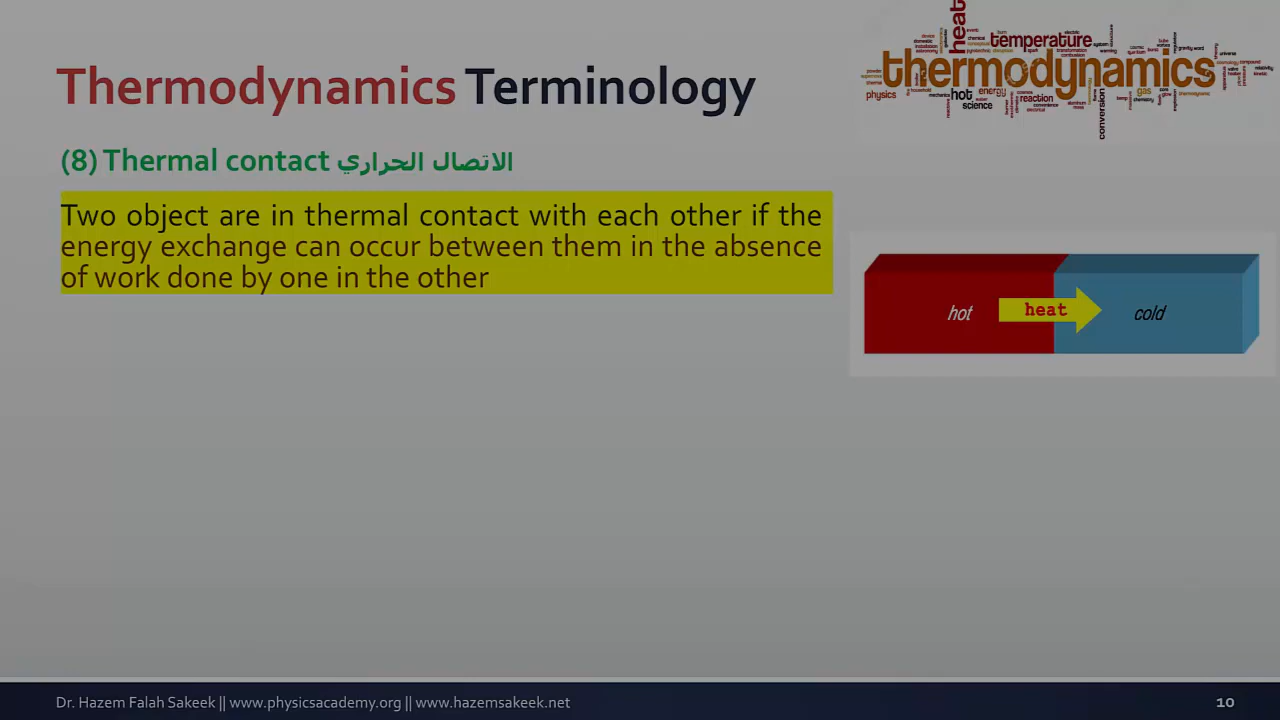 heat
temperature
thermodynamics
physics
hot
energy
science
reaction
gas
conversion
Thermodynamics Terminology
(8) Thermal contact الاتصال الحراري
Two object are in thermal contact with each other if the
energy exchange can occur between them in the absence
of work done by one in the other
hot
heat
cold
Dr. Hazem Falah Sakeek || www.physicsacademy.org || www.hazemsakeek.net
10